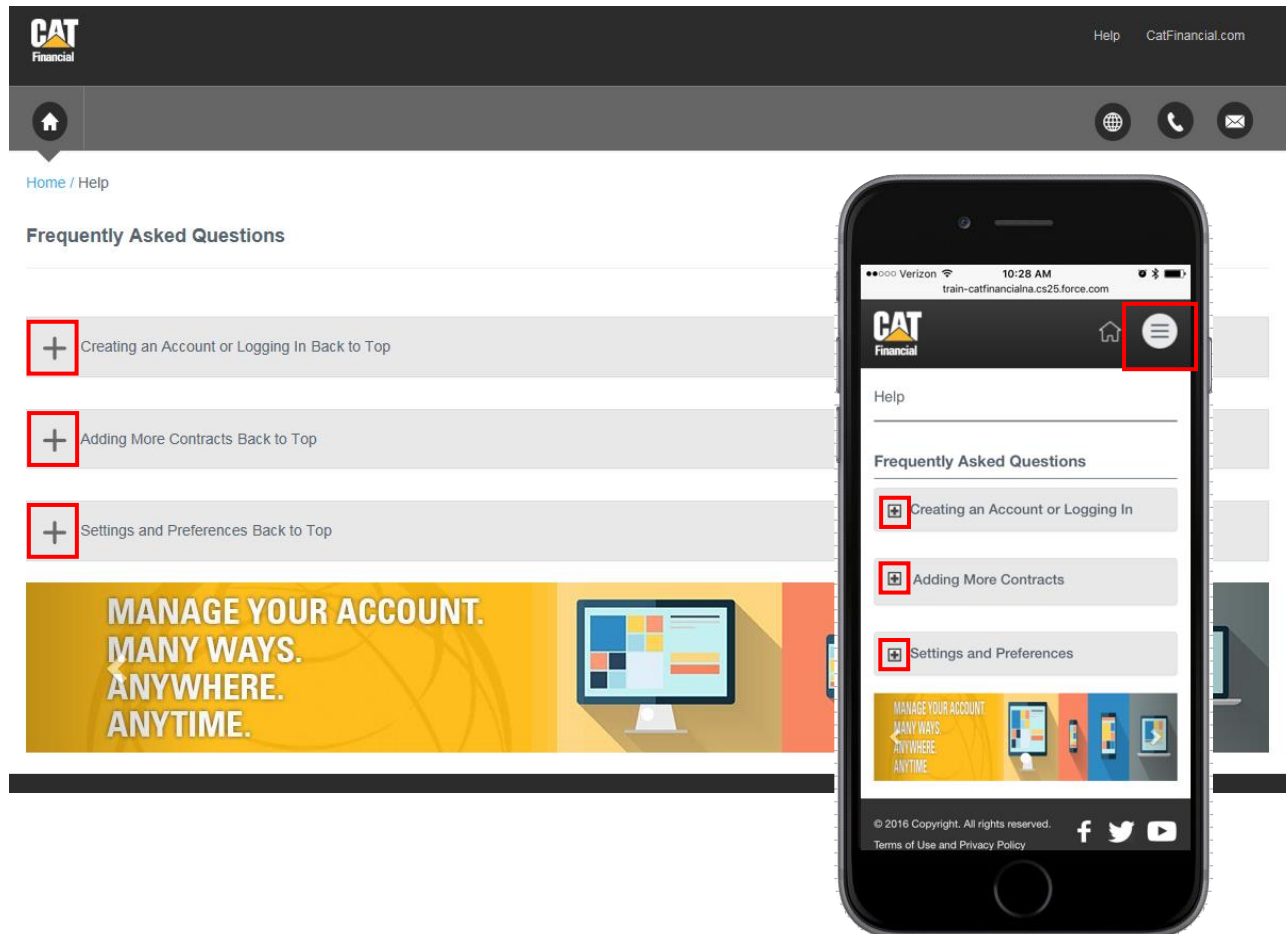 CAT
Financial
Help CatFinancial.com
Home / Help
Frequently Asked Questions
Creating an Account or Logging In Back to Top
Adding More Contracts Back to Top
Settings and Preferences Back to Top
MANAGE YOUR ACCOUNT.
MANY WAYS.
ANYWHERE.
ANYTIME.
Verizon 10:28 AM
train-catfinancialna.cs25.force.com
CAT
Financial
Help
Frequently Asked Questions
Creating an Account or Logging In
Adding More Contracts
Settings and Preferences
MANAGE YOUR ACCOUNT.
MANY WAYS.
ANYWHERE.
ANYTIME.
© 2016 Copyright. All rights reserved.
Terms of Use and Privacy Policy